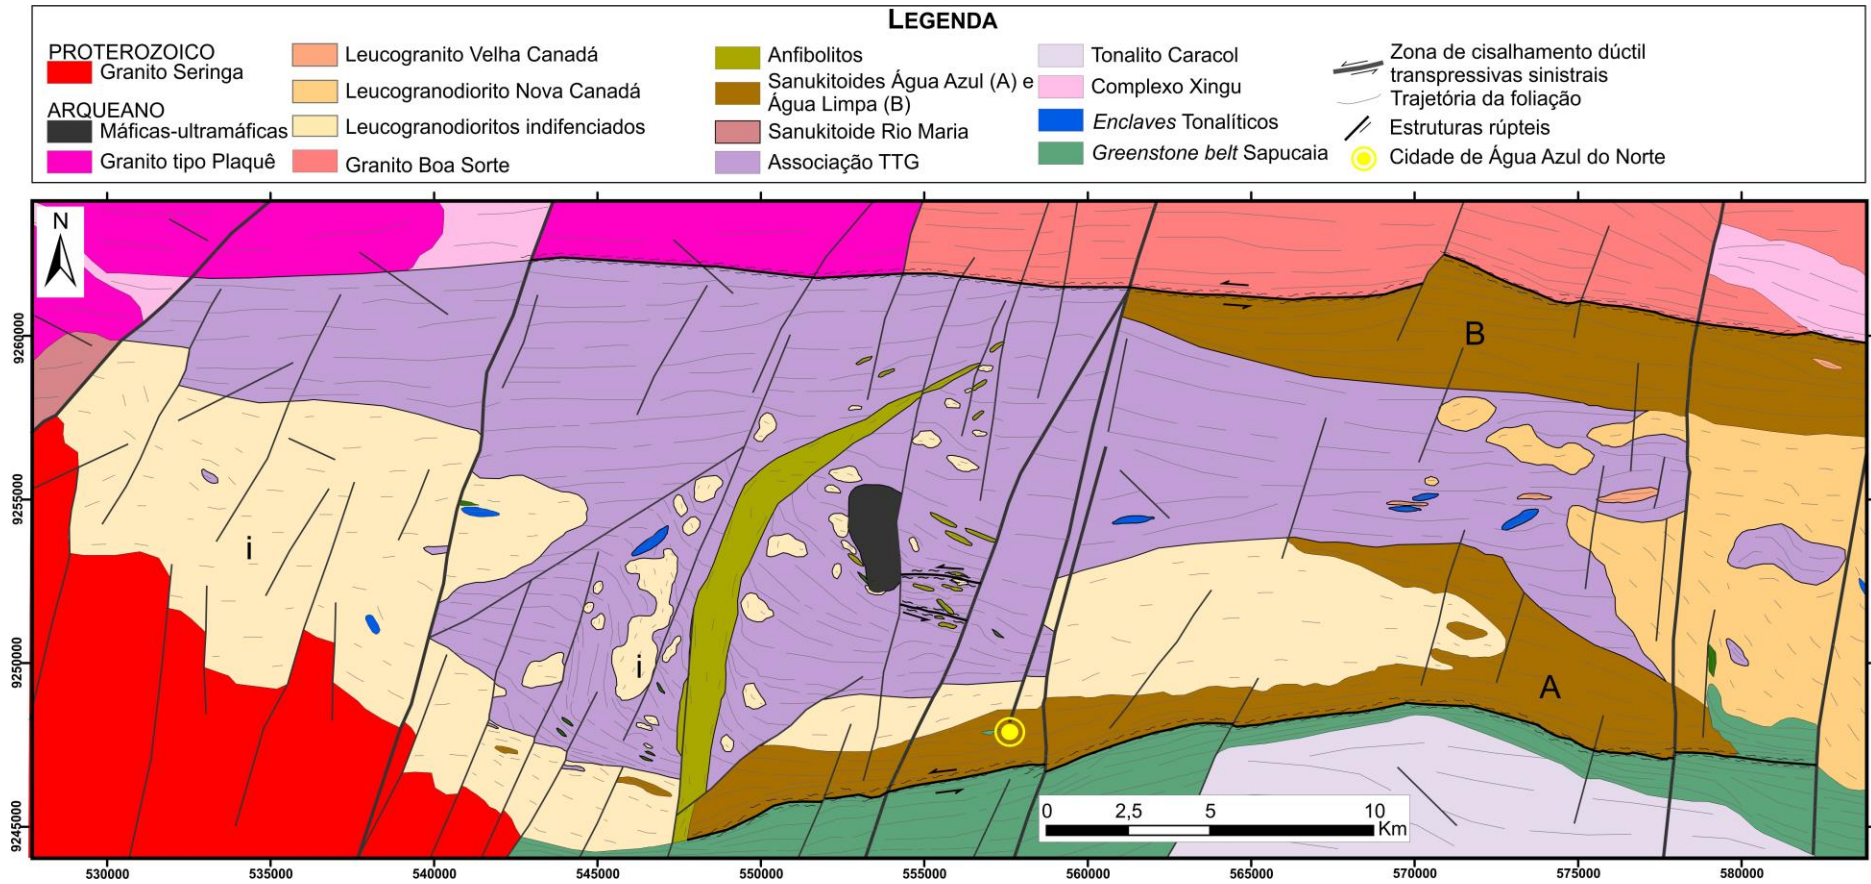 LEGENDA
PROTEROZOICO
Granito Seringa
ARQUEANO
Máficas-ultramáficas
Granito tipo Plaquê
Leucogranito Velha Canadá
Leucogranodiorito Nova Canadá
Leucogranodioritos indifenciados
Granito Boa Sorte
Anfibolitos
Sanukitoides Água Azul (A) e
Água Limpa (B)
Sanukitoide Rio Maria
Associação TTG
Tonalito Caracol
Complexo Xingu
Enclaves Tonalíticos
Greenstone belt Sapucaia
Zona de cisalhamento dúctil
transpressivas sinistrais
Trajetória da foliação
Estruturas rúpteis
Cidade de Água Azul do Norte
N
B
i
i
A
9260000
9255000
9250000
9245000
0 2,5 5 10
Km
530000 535000 540000 545000 550000 555000 560000 565000 570000 575000 580000